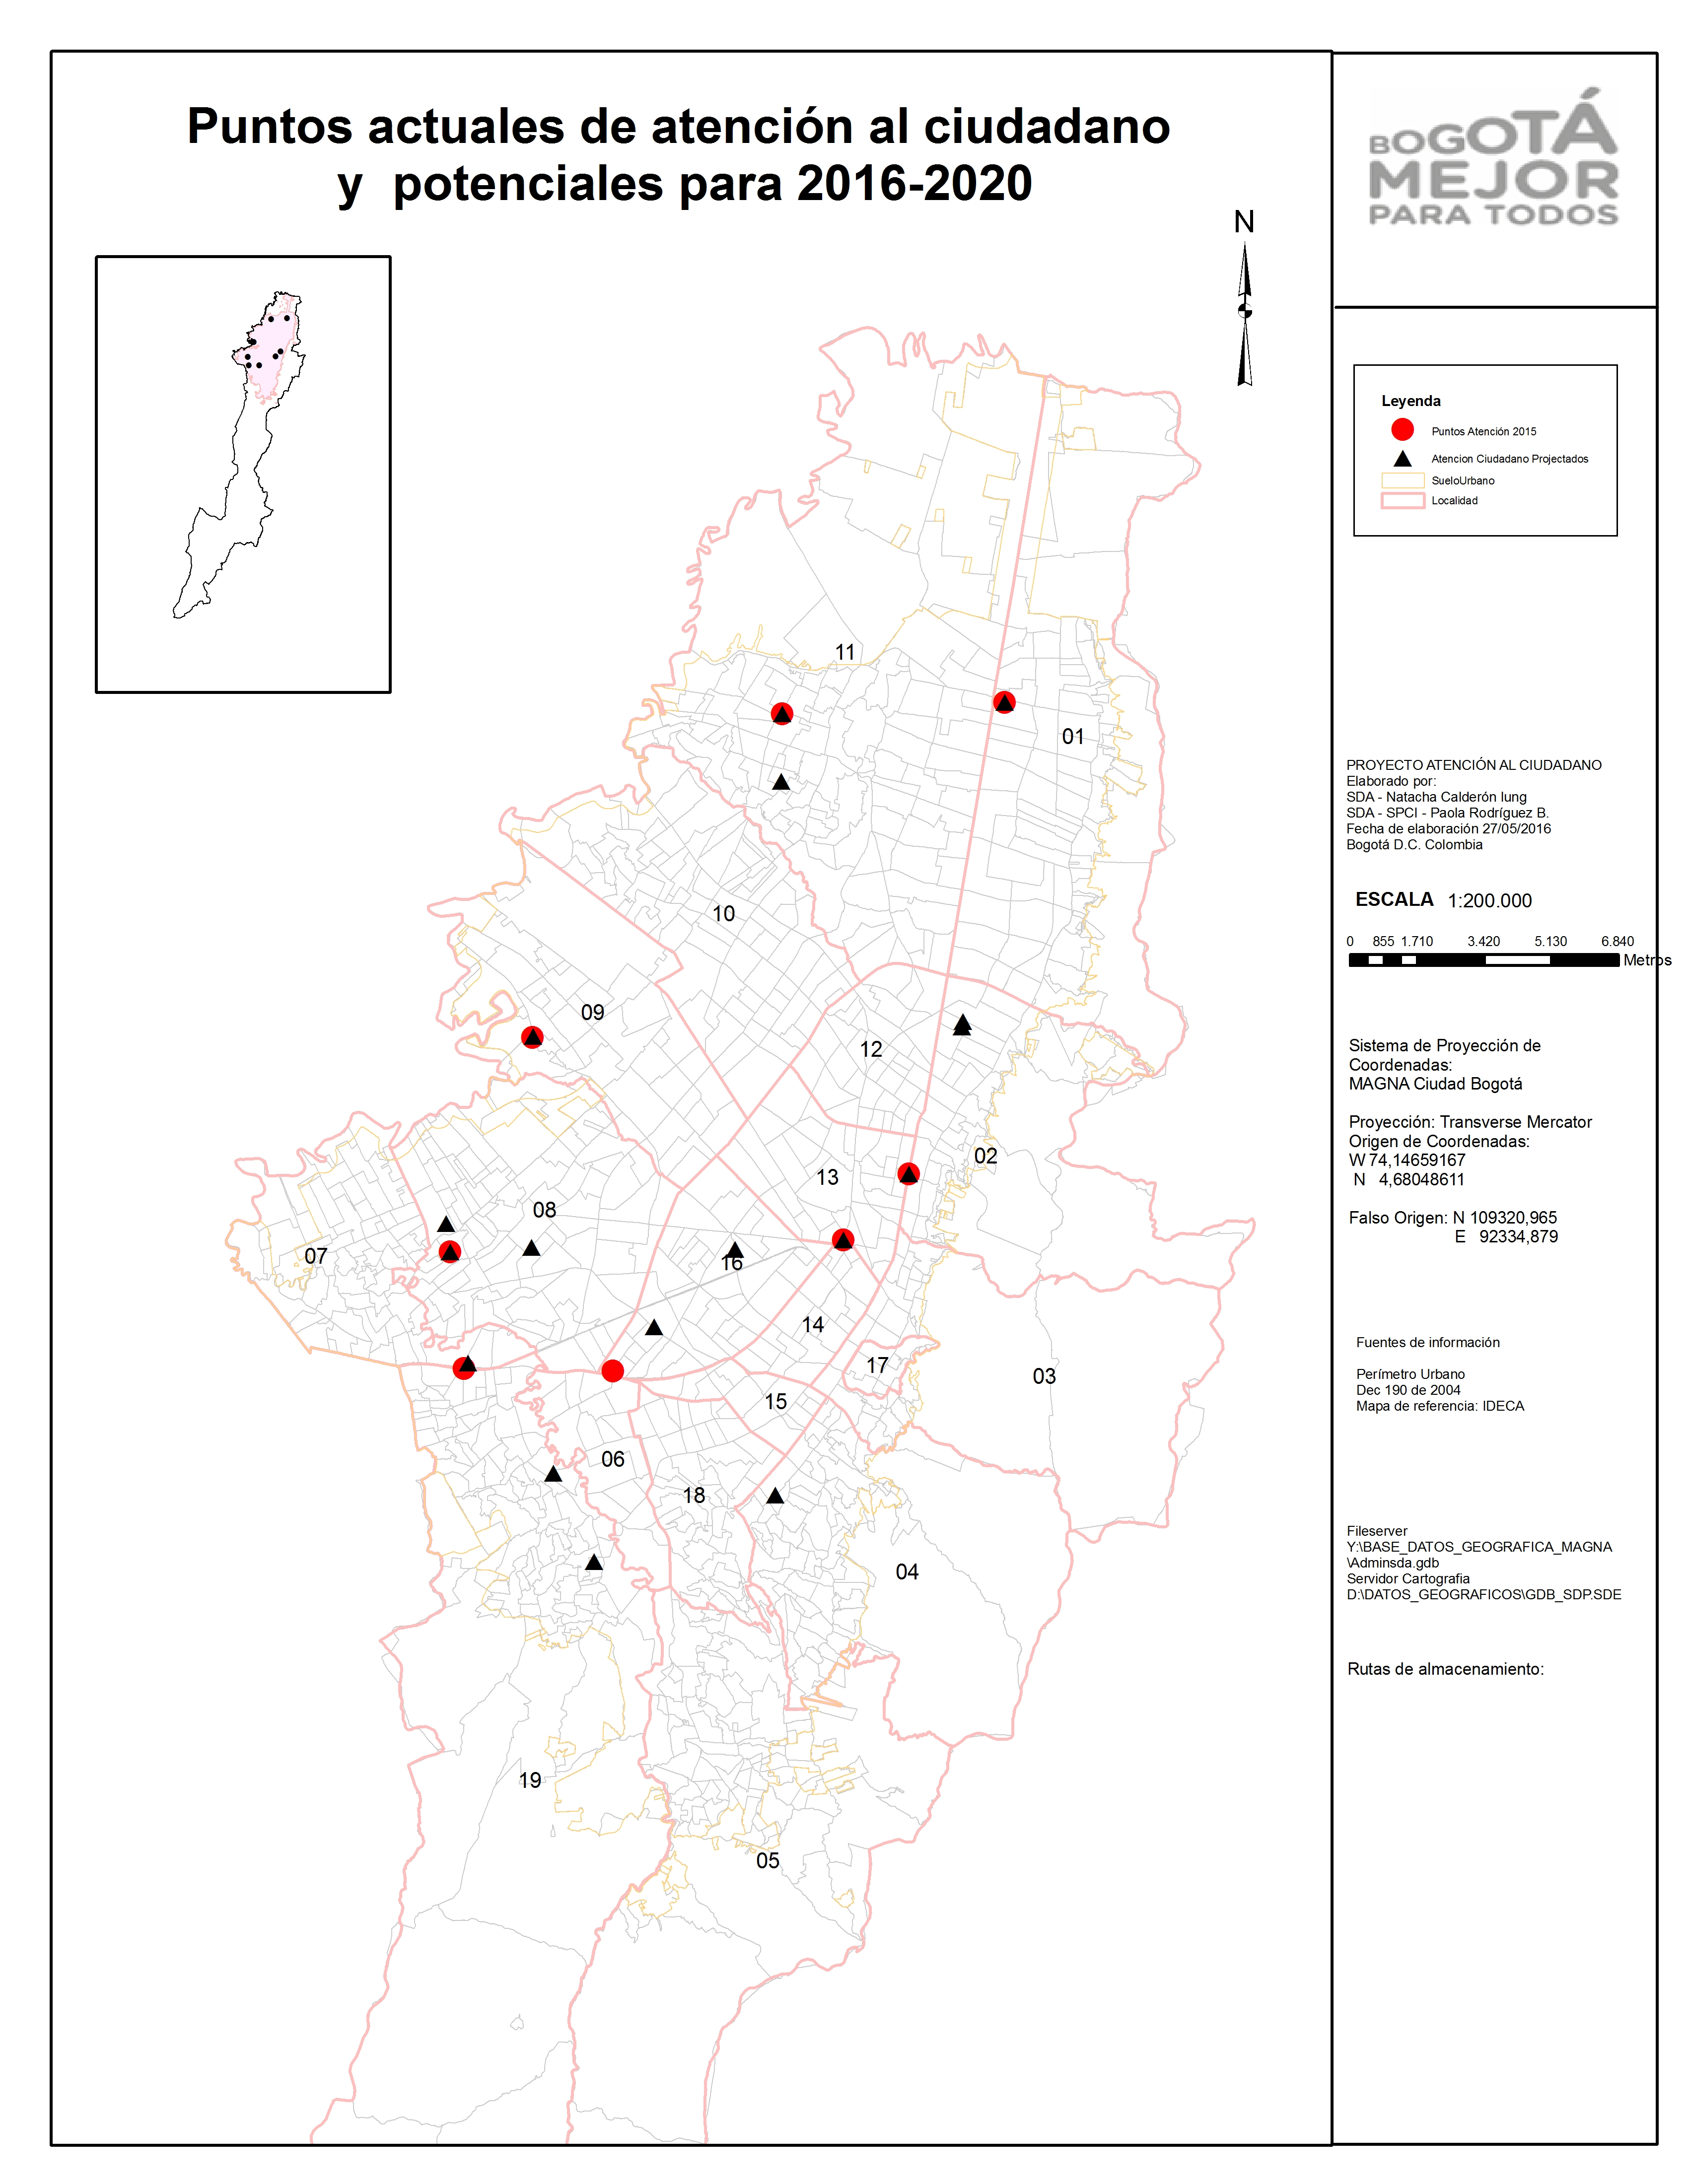 Puntos actuales de atención al ciudadano
y potenciales para 2016-2020
BOGOTÁ
MEJOR
PARA TODOS
N
Leyenda
Puntos Atención 2015
Atencion Ciudadano Projectados
SueloUrbano
Localidad
11
01
10
09
12
02
13
08
07
16
14
17
03
15
06
18
04
19
05
PROYECTO ATENCIÓN AL CIUDADANO
Elaborado por:
SDA - Natacha Calderón Iung
SDA - SPCI - Paola Rodríguez B.
Fecha de elaboración 27/05/2016
Bogotá D.C. Colombia
ESCALA 1:200.000
0 855 1.710 3.420 5.130 6.840
Metros
Sistema de Proyección de
Coordenadas:
MAGNA Ciudad Bogotá
Proyección: Transverse Mercator
Origen de Coordenadas:
W 74,14659167
N 4,68048611
Falso Origen: N 109320,965
E 92334,879
Fuentes de información
Perímetro Urbano
Dec 190 de 2004
Mapa de referencia: IDECA
Fileserver
Y:\BASE_DATOS_GEOGRAFICA_MAGNA
\Adminsda.gdb
Servidor Cartografia
D:\DATOS_GEOGRAFICOS\GDB_SDP.SDE
Rutas de almacenamiento: